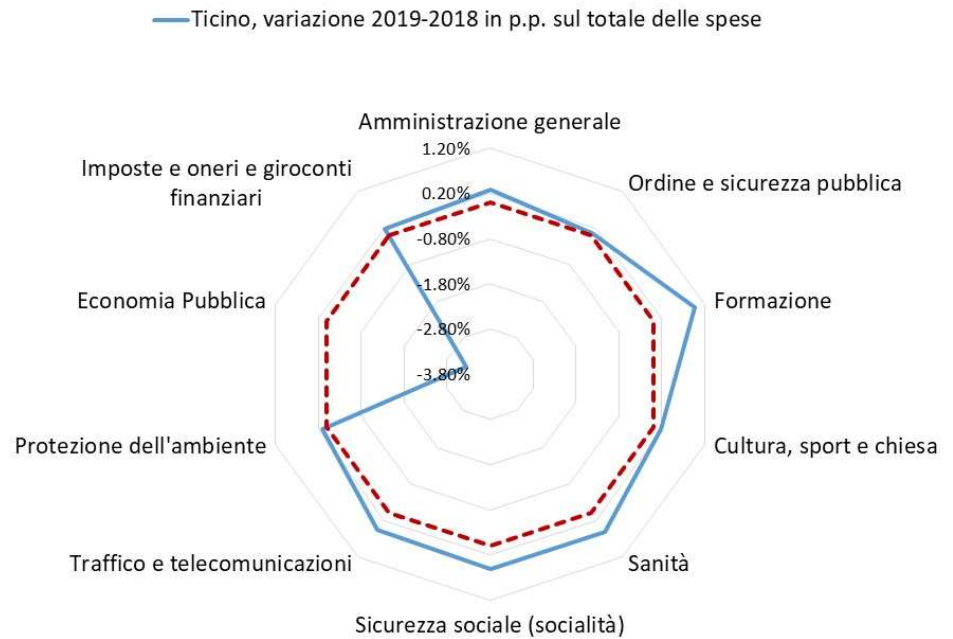 Ticino, variazione 2019-2018 in p.p. sul totale delle spese
Amministrazione generale
1.20%
Imposte e oneri e giroconti
finanziari
Ordine e sicurezza pubblica
0.20%
-0.80%
-1.80%
Economia Pubblica
Formazione
-2.80%
-3.80%
Protezione dell'ambiente
Cultura, sport e chiesa
Traffico e telecomunicazioni
Sanità
Sicurezza sociale (socialità)